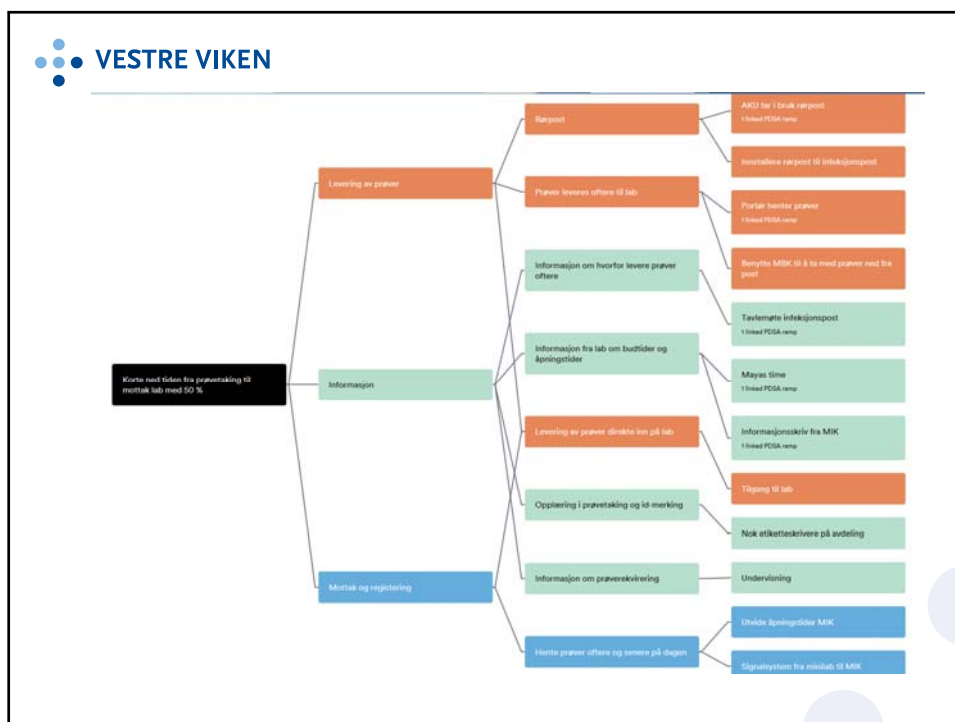 VESTRE VIKEN
Korte ned tiden fra prøvetaking til
mottak lab med 50 %
Levering av prøver
Informasjon
Mottak og registering
Rørpost
Prøver leveres oftere til lab
Informasjon om hvorfor levere prøver
oftere
Informasjon fra lab om budtider og
åpningstider
Levering av prøver direkte inn på lab
Opplæring i prøvetaking og id-merking
Informasjon om prøverekvirering
Hente prøver oftere og senere på dagen
AKU tar i bruk rørpost
1 linked PDSA ramp
Innstallere rørpost til infeksjonspost
Portør henter prøver
1 linked PDSA ramp
Benytte MBK til å ta med prøver ned fra
post
Tavlemøte infeksjonspost
1 linked PDSA ramp
Mayas time
1 linked PDSA ramp
Informasjonsskriv fra MIK
1 linked PDSA ramp
Tilgang til lab
Nok etikettskrivere på avdeling
Undervisning
Utvide åpningstider MIK
Signalsystem fra minilab til MIK